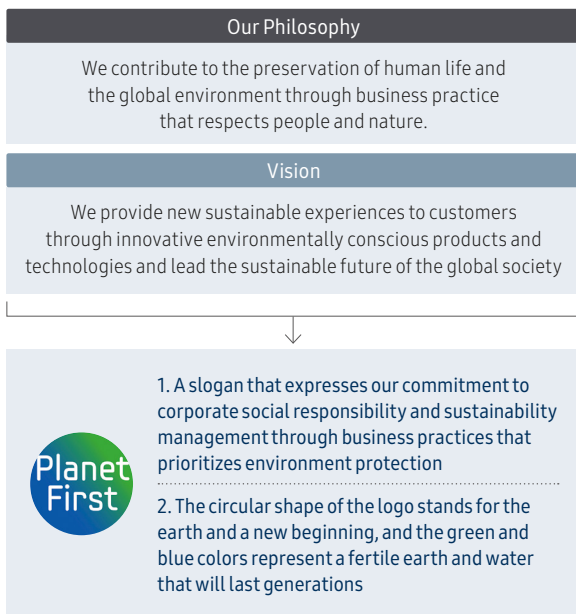 Our Philosophy
We contribute to the preservation of human life and
the global environment through business practice
that respects people and nature.
Vision
We provide new sustainable experiences to customers
through innovative environmentally conscious products and
technologies and lead the sustainable future of the global society
Planet
First
1. A slogan that expresses our commitment to
corporate social responsibility and sustainability
management through business practices that
prioritizes environment protection
2. The circular shape of the logo stands for the
earth and a new beginning, and the green and
blue colors represent a fertile earth and water
that will last generations